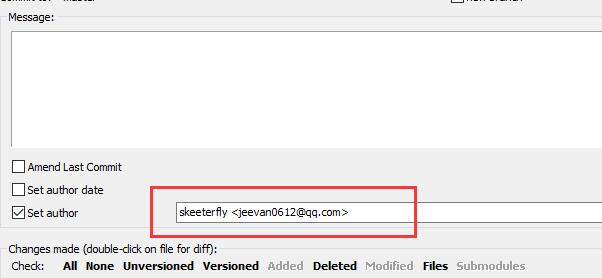 Message:
Amend Last Commit
Set author date
Set author
skeeterfly <jeevan0612@qq.com>
Changes made (double-click on file for diff):
Check: All None Unversioned Versioned Added Deleted Modified Files Submodules